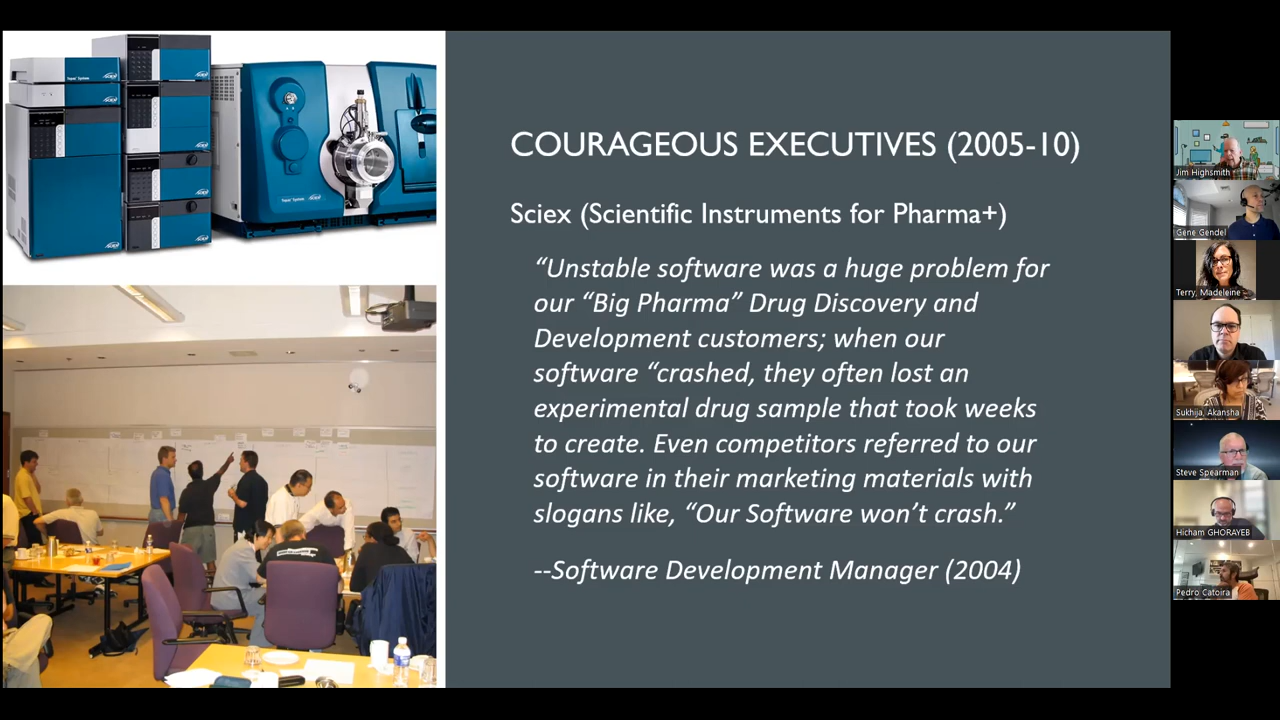 COURAGEOUS EXECUTIVES (2005-10)
Sciex (Scientific Instruments for Pharma+)
“Unstable software was a huge problem for
our “Big Pharma” Drug Discovery and
Development customers; when our
software “crashed, they often lost an
experimental drug sample that took weeks
to create. Even competitors referred to our
software in their marketing materials with
slogans like, “Our Software won’t crash.”
--Software Development Manager (2004)
Jim Highsmith
Gene Gendel
Terry, Madeleine
Sukhija, Akansha
Steve Spearman
Hicham GHORAYEB
Pedro Catoira